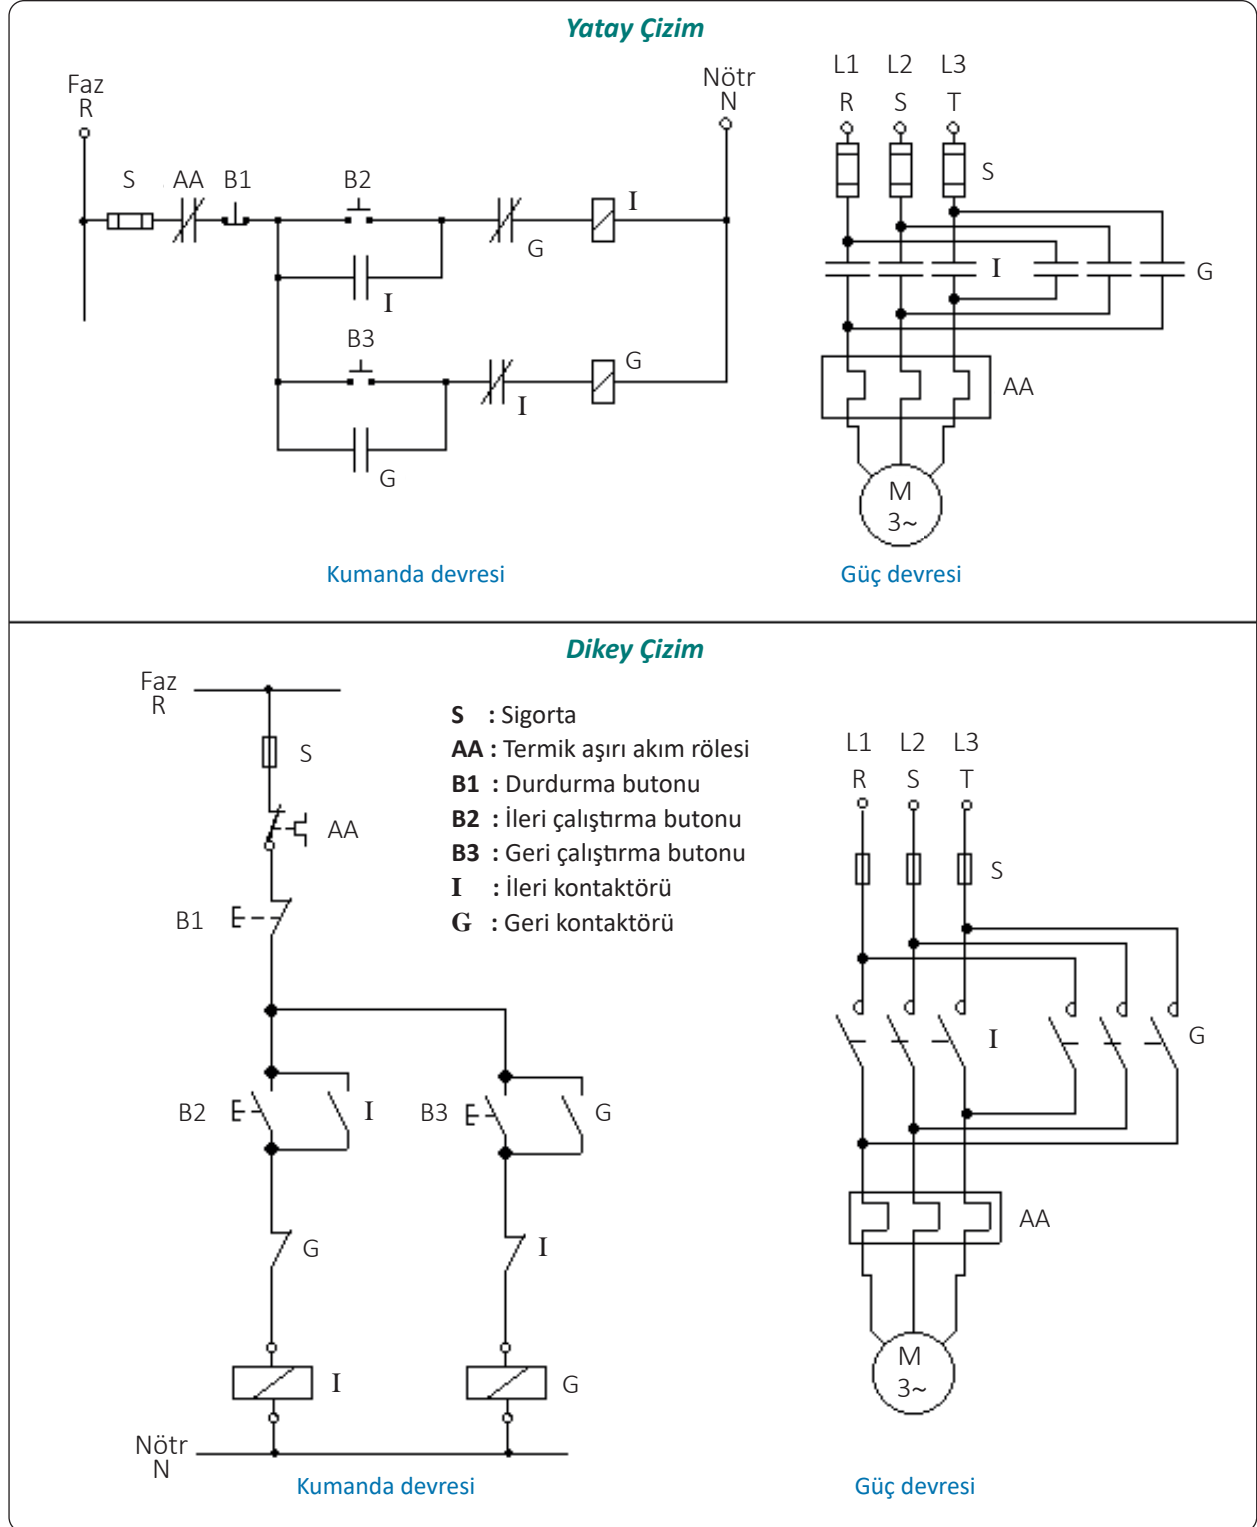 Yatay Çizim
Faz
R
Nötr
N
L1 L2 L3
R S T
S AA B1 B2 I
G
I
B3
G
I
G
S
I
G
AA
M
3~
Kumanda devresi
Güç devresi
Dikey Çizim
Faz
R
S
AA
B1
B2
I
B3
G
G
I
I
G
Nötr
N
Kumanda devresi
S : Sigorta
AA : Termik aşırı akım rölesi
B1 : Durdurma butonu
B2 : İleri çalıştırma butonu
B3 : Geri çalıştırma butonu
I : İleri kontaktörü
G : Geri kontaktörü
L1 L2 L3
R S T
S
I
G
AA
M
3~
Güç devresi